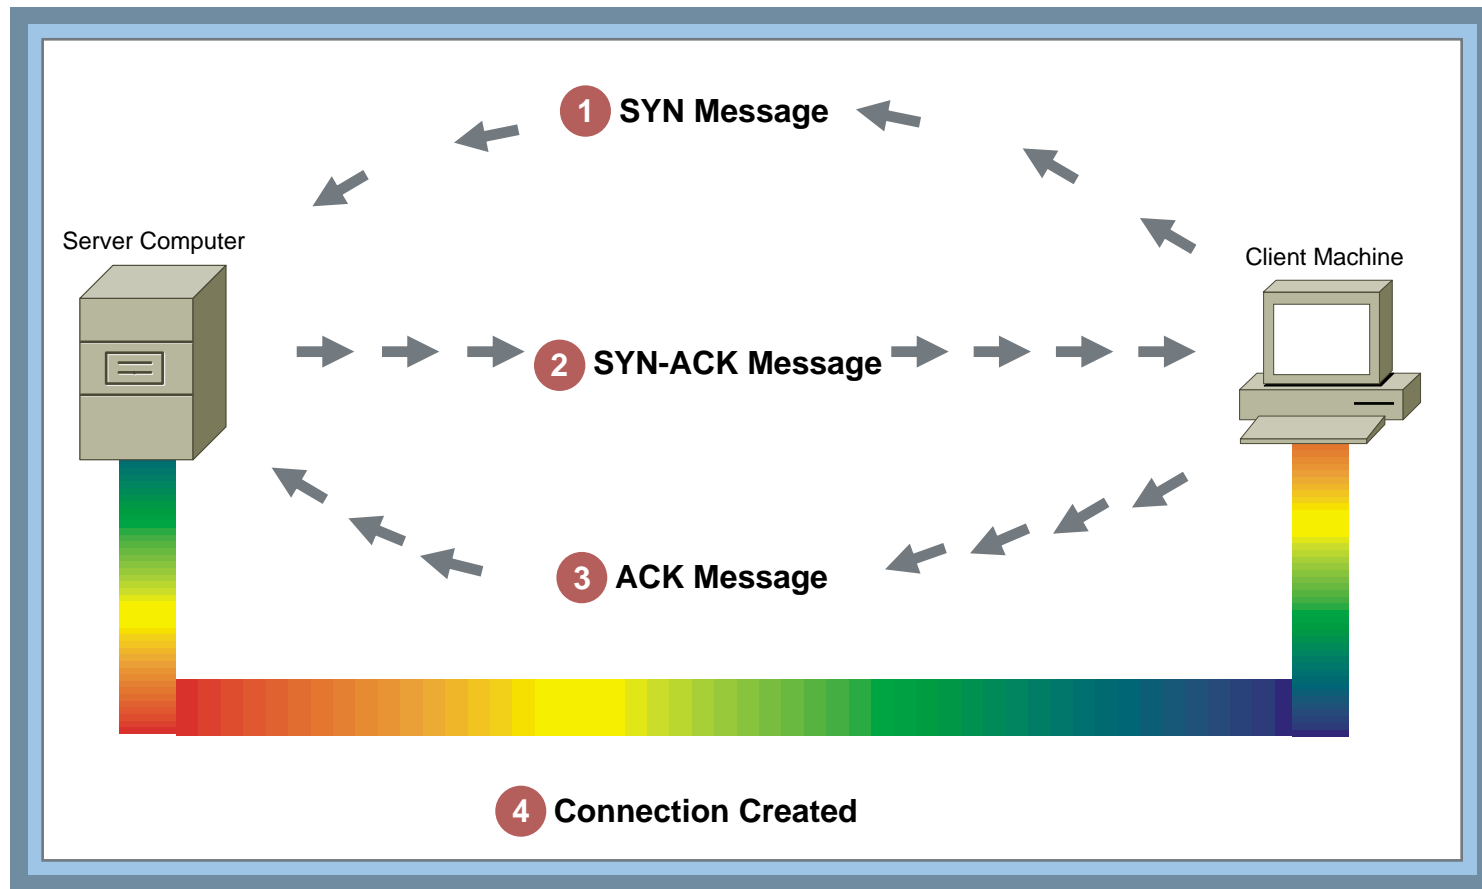 1 SYN Message
Server Computer
Client Machine
2 SYN-ACK Message
3 ACK Message
4 Connection Created